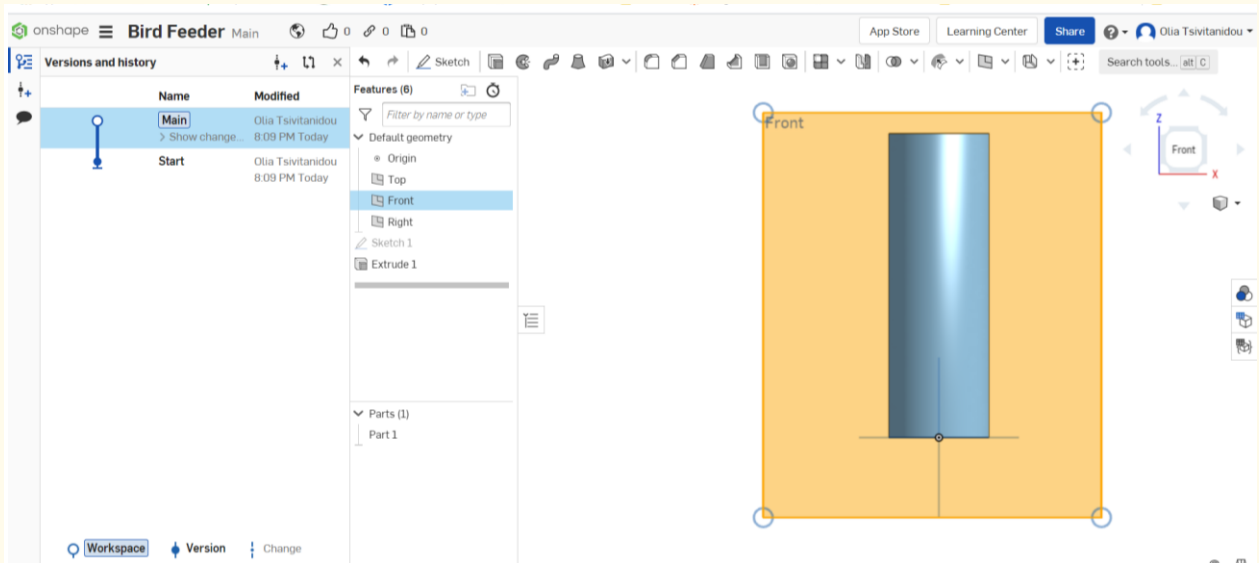 onshape Bird Feeder Main 0 0 0 App Store Learning Center Share Olia Tsivitanidou
Versions and history
Sketch
Search tools... alt C
Name Modified
Main Olia Tsivitanidou
> Show change... 8:09 PM Today
Start Olia Tsivitanidou
8:09 PM Today
Workspace Version Change
Features (6)
Filter by name or type
Default geometry
Origin
Top
Front
Right
Sketch 1
Extrude 1
Parts (1)
Part 1
Front
Z
Front
X